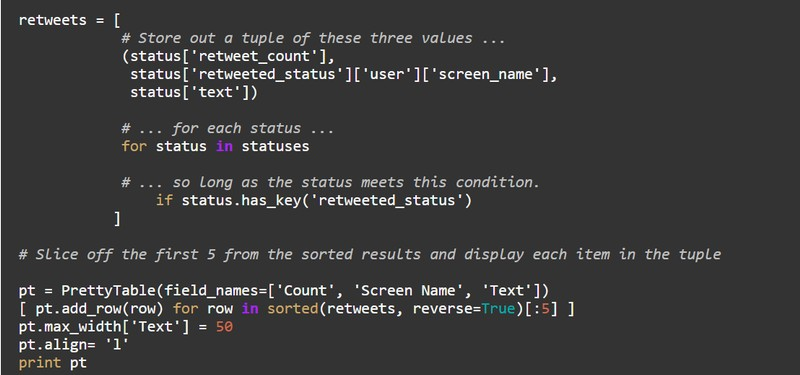 retweets = [
# Store out a tuple of these three values ...
(status['retweet_count'],
status['retweeted_status']['user']['screen_name'],
status['text'])
# ... for each status ...
for status in statuses
# ... so long as the status meets this condition.
if status.has_key('retweeted_status')
]
# Slice off the first 5 from the sorted results and display each item in the tuple
pt = PrettyTable(field_names=['Count', 'Screen Name', 'Text'])
[ pt.add_row(row) for row in sorted(retweets, reverse=True)[:5] ]
pt.max_width['Text'] = 50
pt.align= 'l'
print pt